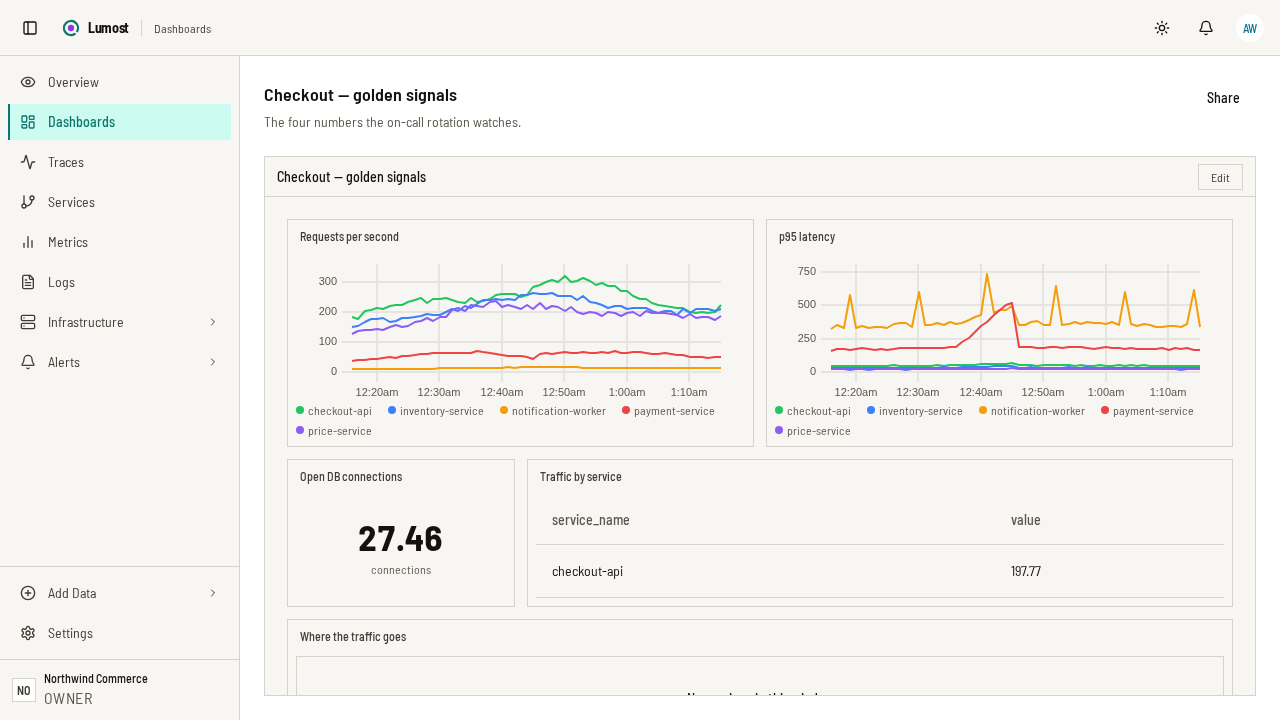 Lumost
Dashboards
AW
Overview
Dashboards
Traces
Services
Metrics
Logs
Infrastructure
Alerts
Add Data
Settings
NO
Northwind Commerce
OWNER
Checkout — golden signals
Share
The four numbers the on-call rotation watches.
Checkout — golden signals
Edit
Requests per second
300
200
100
0
12:20am 12:30am 12:40am 12:50am 1:00am 1:10am
checkout-api inventory-service notification-worker payment-service
price-service
p95 latency
750
500
250
0
12:20am 12:30am 12:40am 12:50am 1:00am 1:10am
checkout-api inventory-service notification-worker payment-service
price-service
Open DB connections
27.46
connections
Traffic by service
service_name value
checkout-api 197.77
Where the traffic goes